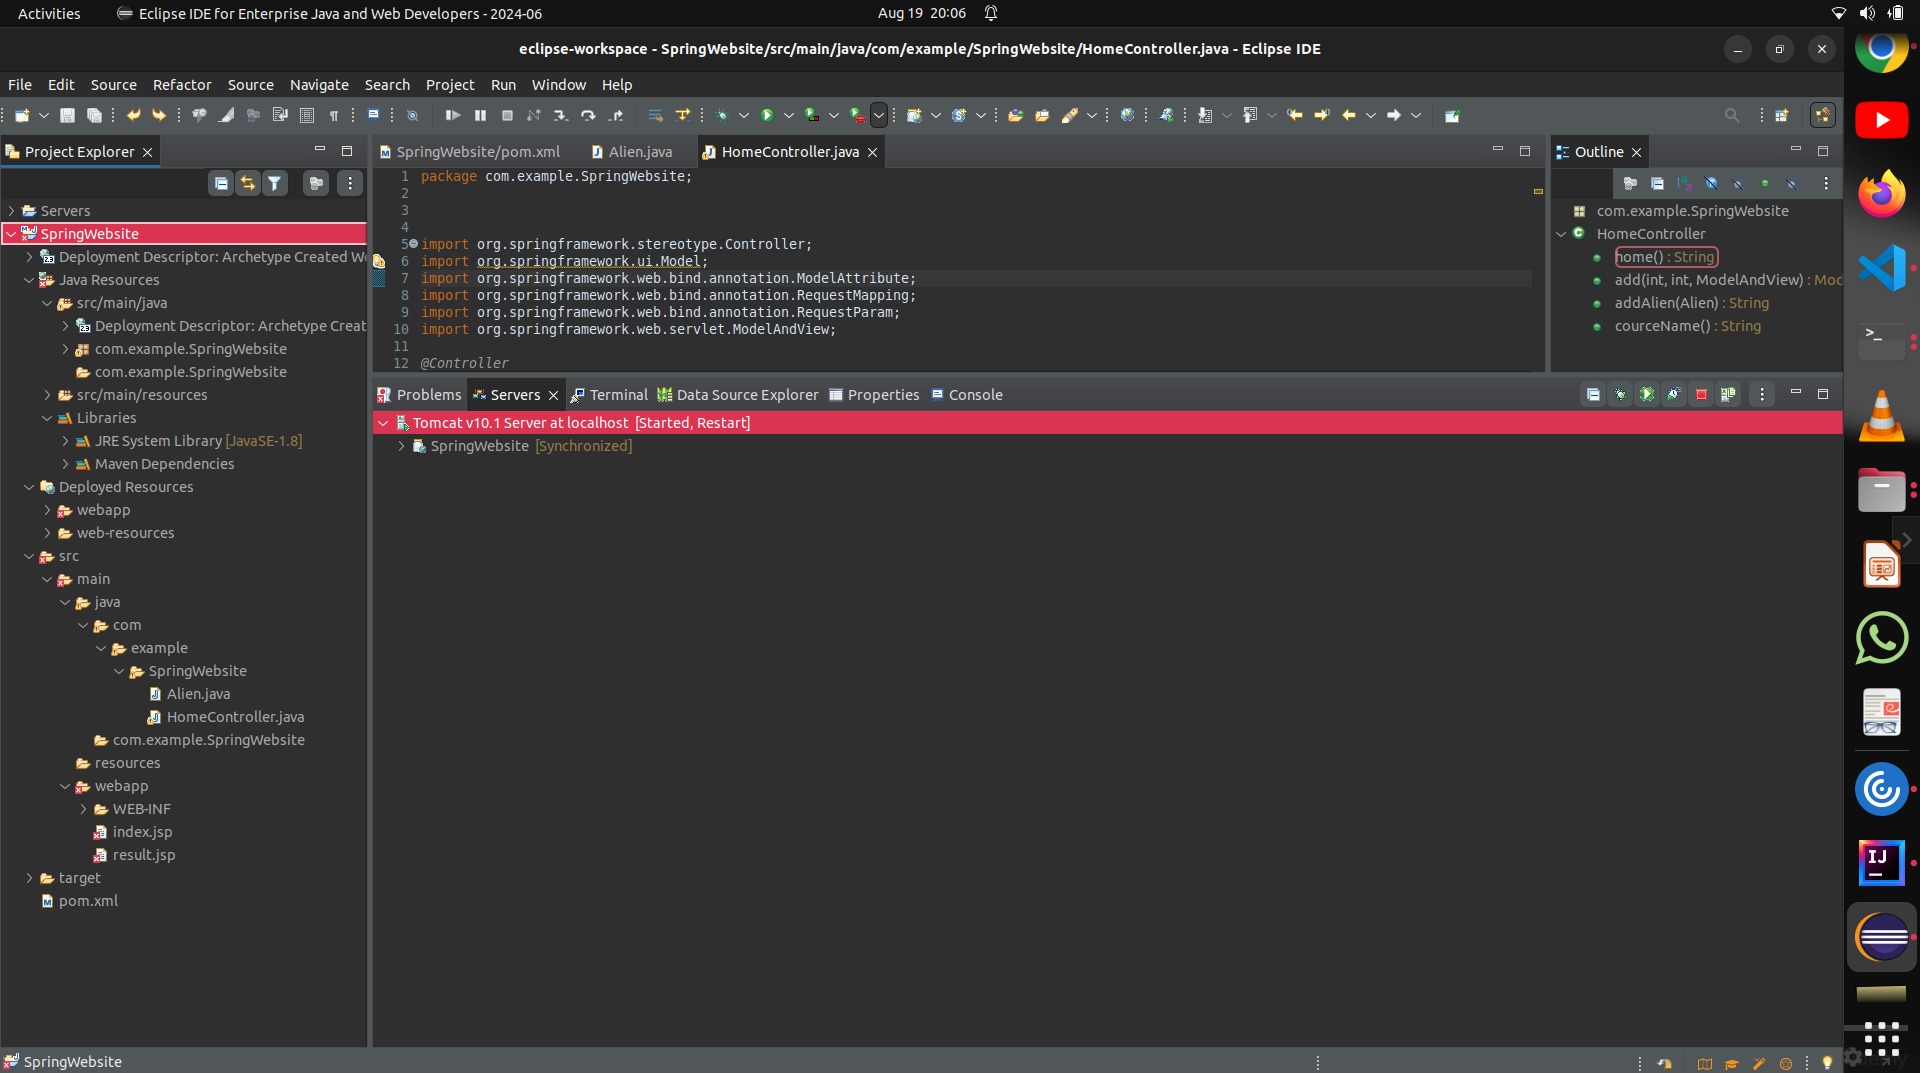 Activities
Eclipse IDE for Enterprise Java and Web Developers - 2024-06
Aug 19 20:06
eclipse-workspace - SpringWebsite/src/main/java/com/example/SpringWebsite/HomeController.java - Eclipse IDE
File Edit Source Refactor Source Navigate Search Project Run Window Help
Project Explorer
Servers
SpringWebsite
Deployment Descriptor: Archetype Created We
Java Resources
src/main/java
Deployment Descriptor: Archetype Creat
com.example.SpringWebsite
com.example.SpringWebsite
src/main/resources
Libraries
JRE System Library [JavaSE-1.8]
Maven Dependencies
Deployed Resources
webapp
web-resources
src
main
java
com
example
SpringWebsite
Alien.java
HomeController.java
com.example.SpringWebsite
resources
webapp
WEB-INF
index.jsp
result.jsp
target
pom.xml
SpringWebsite/pom.xml Alien.java HomeController.java
1 package com.example.SpringWebsite;
2
3
4
5 import org.springframework.stereotype.Controller;
6 import org.springframework.ui.Model;
7 import org.springframework.web.bind.annotation.ModelAttribute;
8 import org.springframework.web.bind.annotation.RequestMapping;
9 import org.springframework.web.bind.annotation.RequestParam;
10 import org.springframework.web.servlet.ModelAndView;
11
12 @Controller
Outline
com.example.SpringWebsite
HomeController
home() : String
add(int, int, ModelAndView) : Mod
addAlien(Alien) : String
courceName() : String
Problems Servers Terminal Data Source Explorer Properties Console
Tomcat v10.1 Server at localhost [Started, Restart]
SpringWebsite [Synchronized]
SpringWebsite